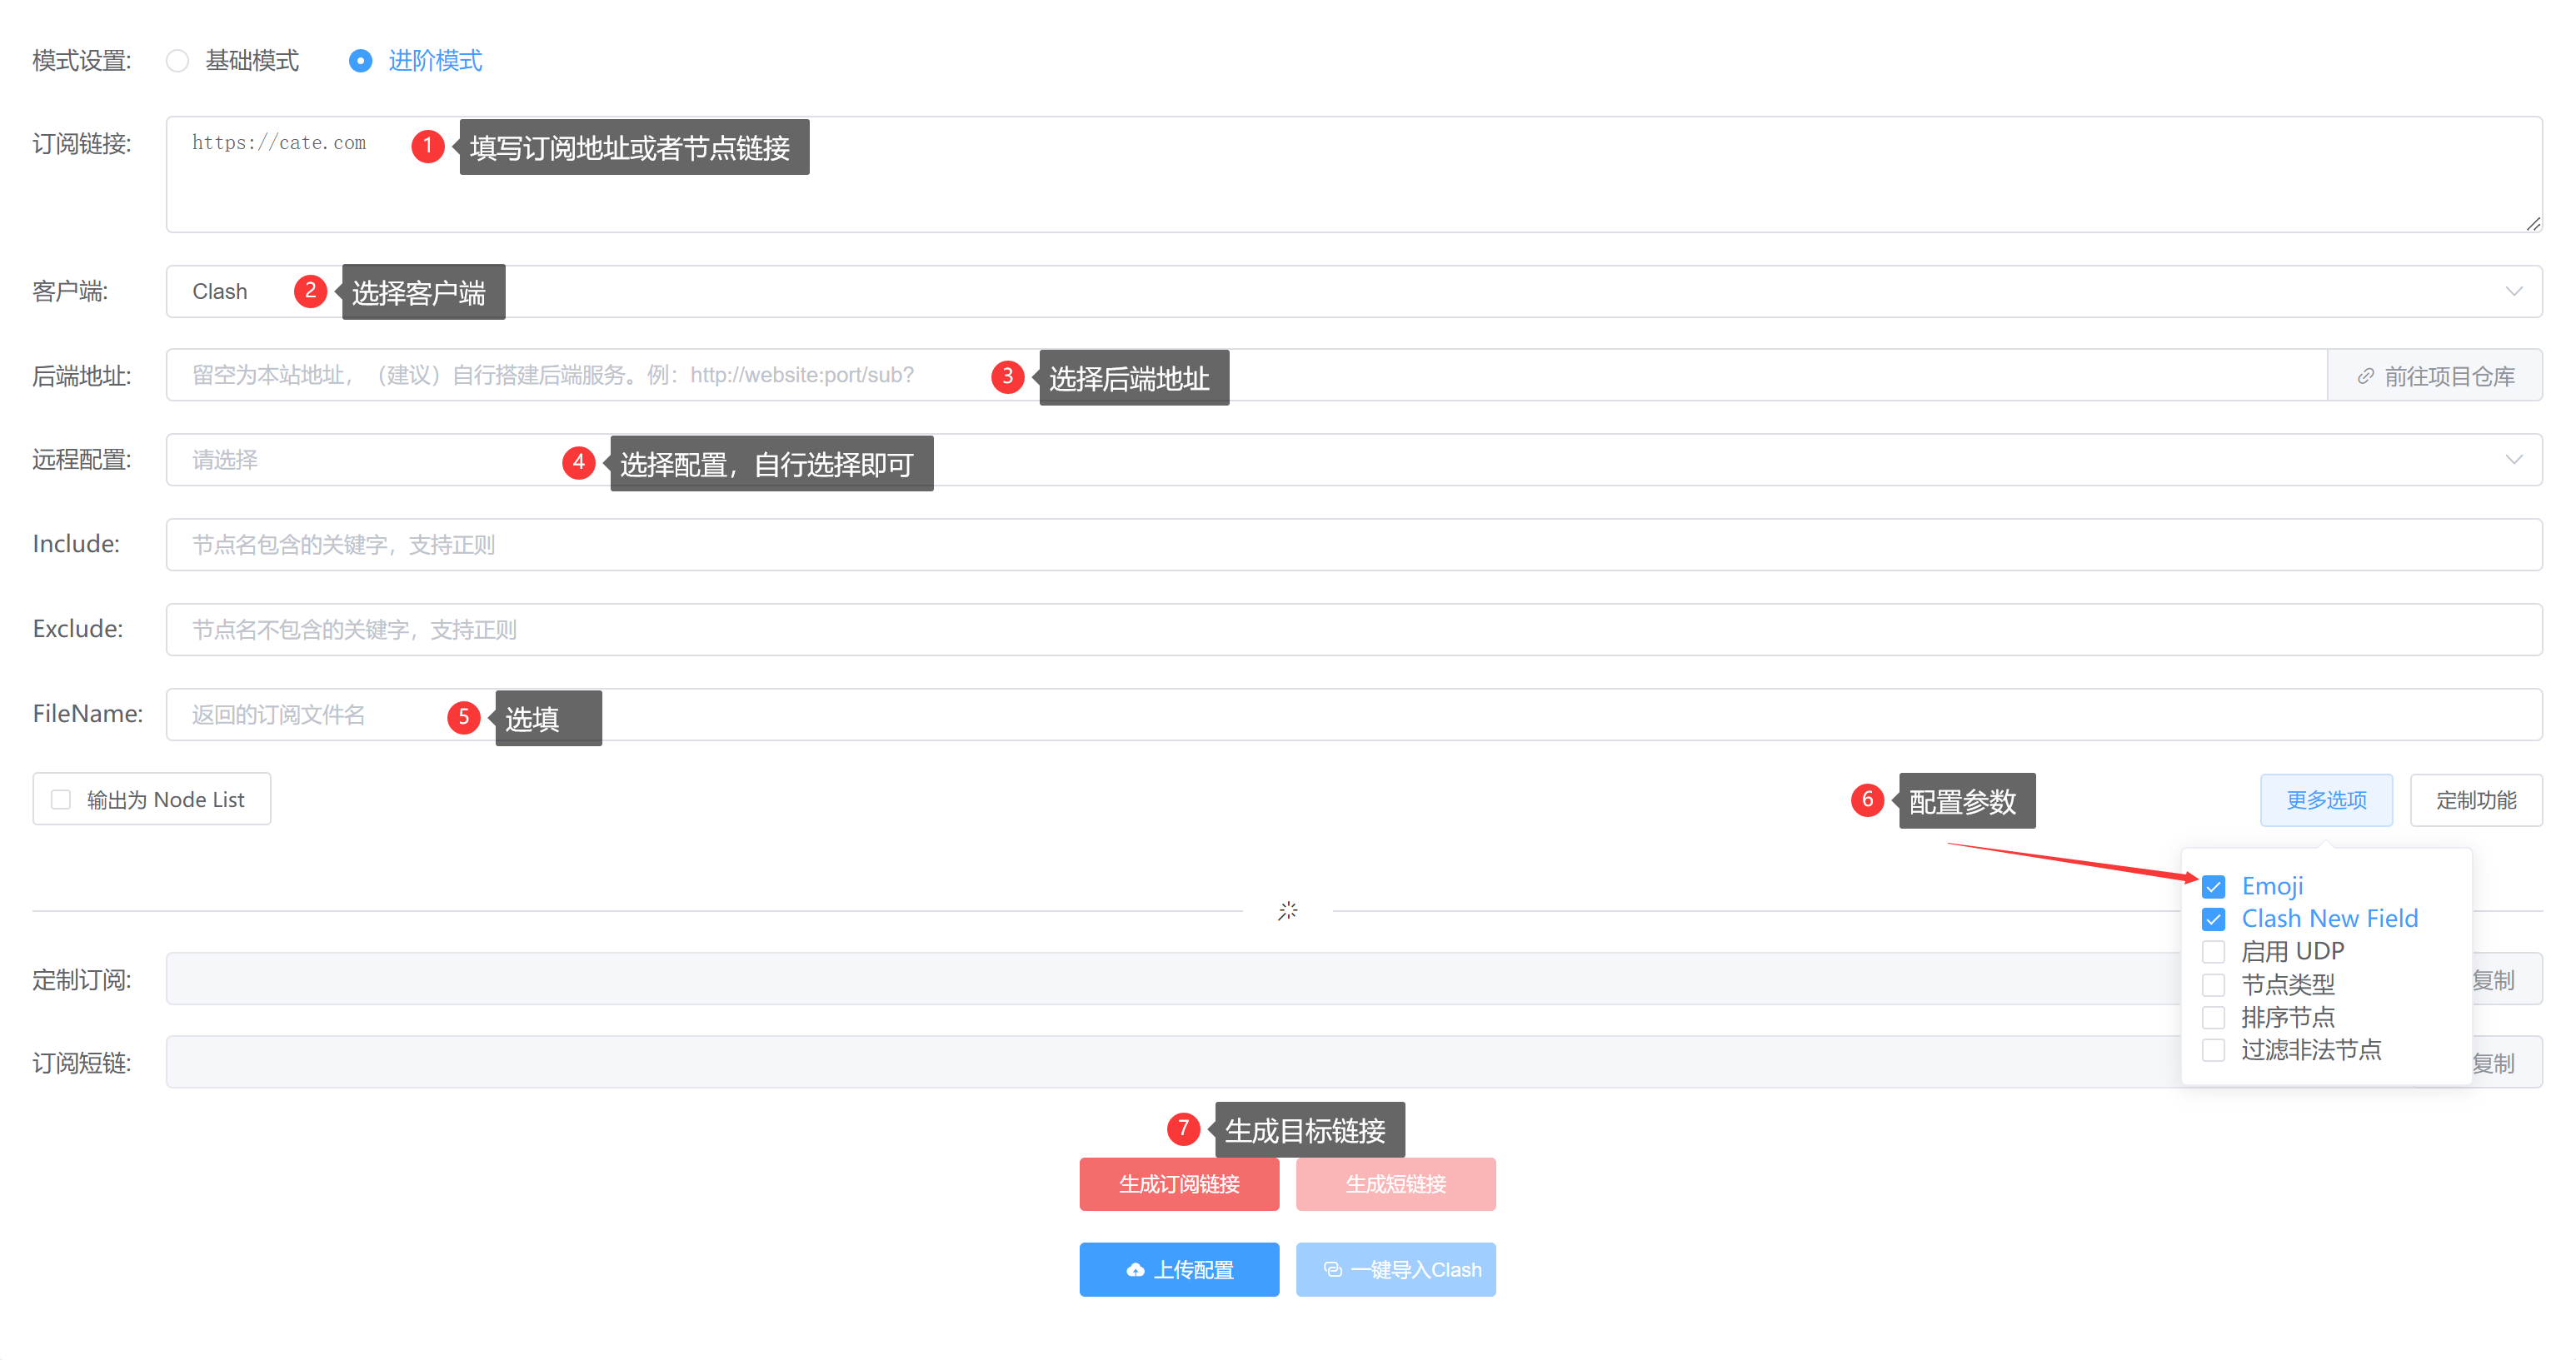 模式设置: 基础模式 进阶模式
订阅链接: https://cate.com 1 填写订阅地址或者节点链接
客户端: Clash 2 选择客户端
后端地址: 留空为本站地址，（建议）自行搭建后端服务。例：http://website:port/sub? 3 选择后端地址 前往项目仓库
远程配置: 请选择 4 选择配置，自行选择即可
Include: 节点名包含的关键字，支持正则
Exclude: 节点名不包含的关键字，支持正则
FileName: 返回的订阅文件名 5 选填
输出为 Node List 6 配置参数 更多选项 定制功能
Emoji
Clash New Field
启用 UDP
节点类型
排序节点
过滤非法节点
定制订阅: 复制
订阅短链: 复制
7 生成目标链接
生成订阅链接 生成短链接
上传配置 一键导入Clash